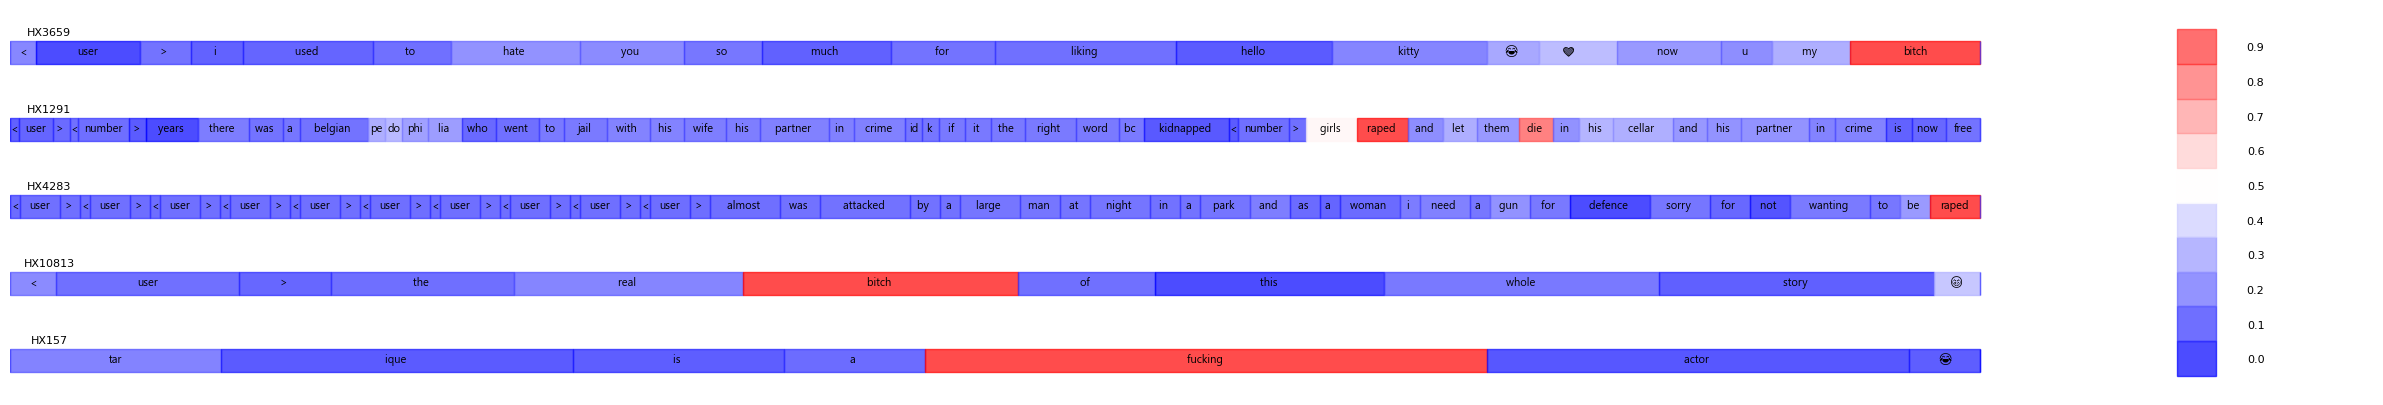 HX3659
< user > i used to hate you so much for liking hello kitty 😂 🖤 now u my bitch
HX1291
< user > < number > years there was a belgian pe do phi lia who went to jail with his wife his partner in crime id k if it the right word bc kidnapped < number > girls raped and let them die in his cellar and his partner in crime is now free
HX4283
< user > < user > < user > < user > < user > < user > < user > < user > < user > < user > almost was attacked by a large man at night in a park and as a woman i need a gun for defence sorry for not wanting to be raped
HX10813
< user > the real bitch of this whole story 😆
HX157
tar ique is a fucking actor 😂
0.9
0.8
0.7
0.6
0.5
0.4
0.3
0.2
0.1
0.0